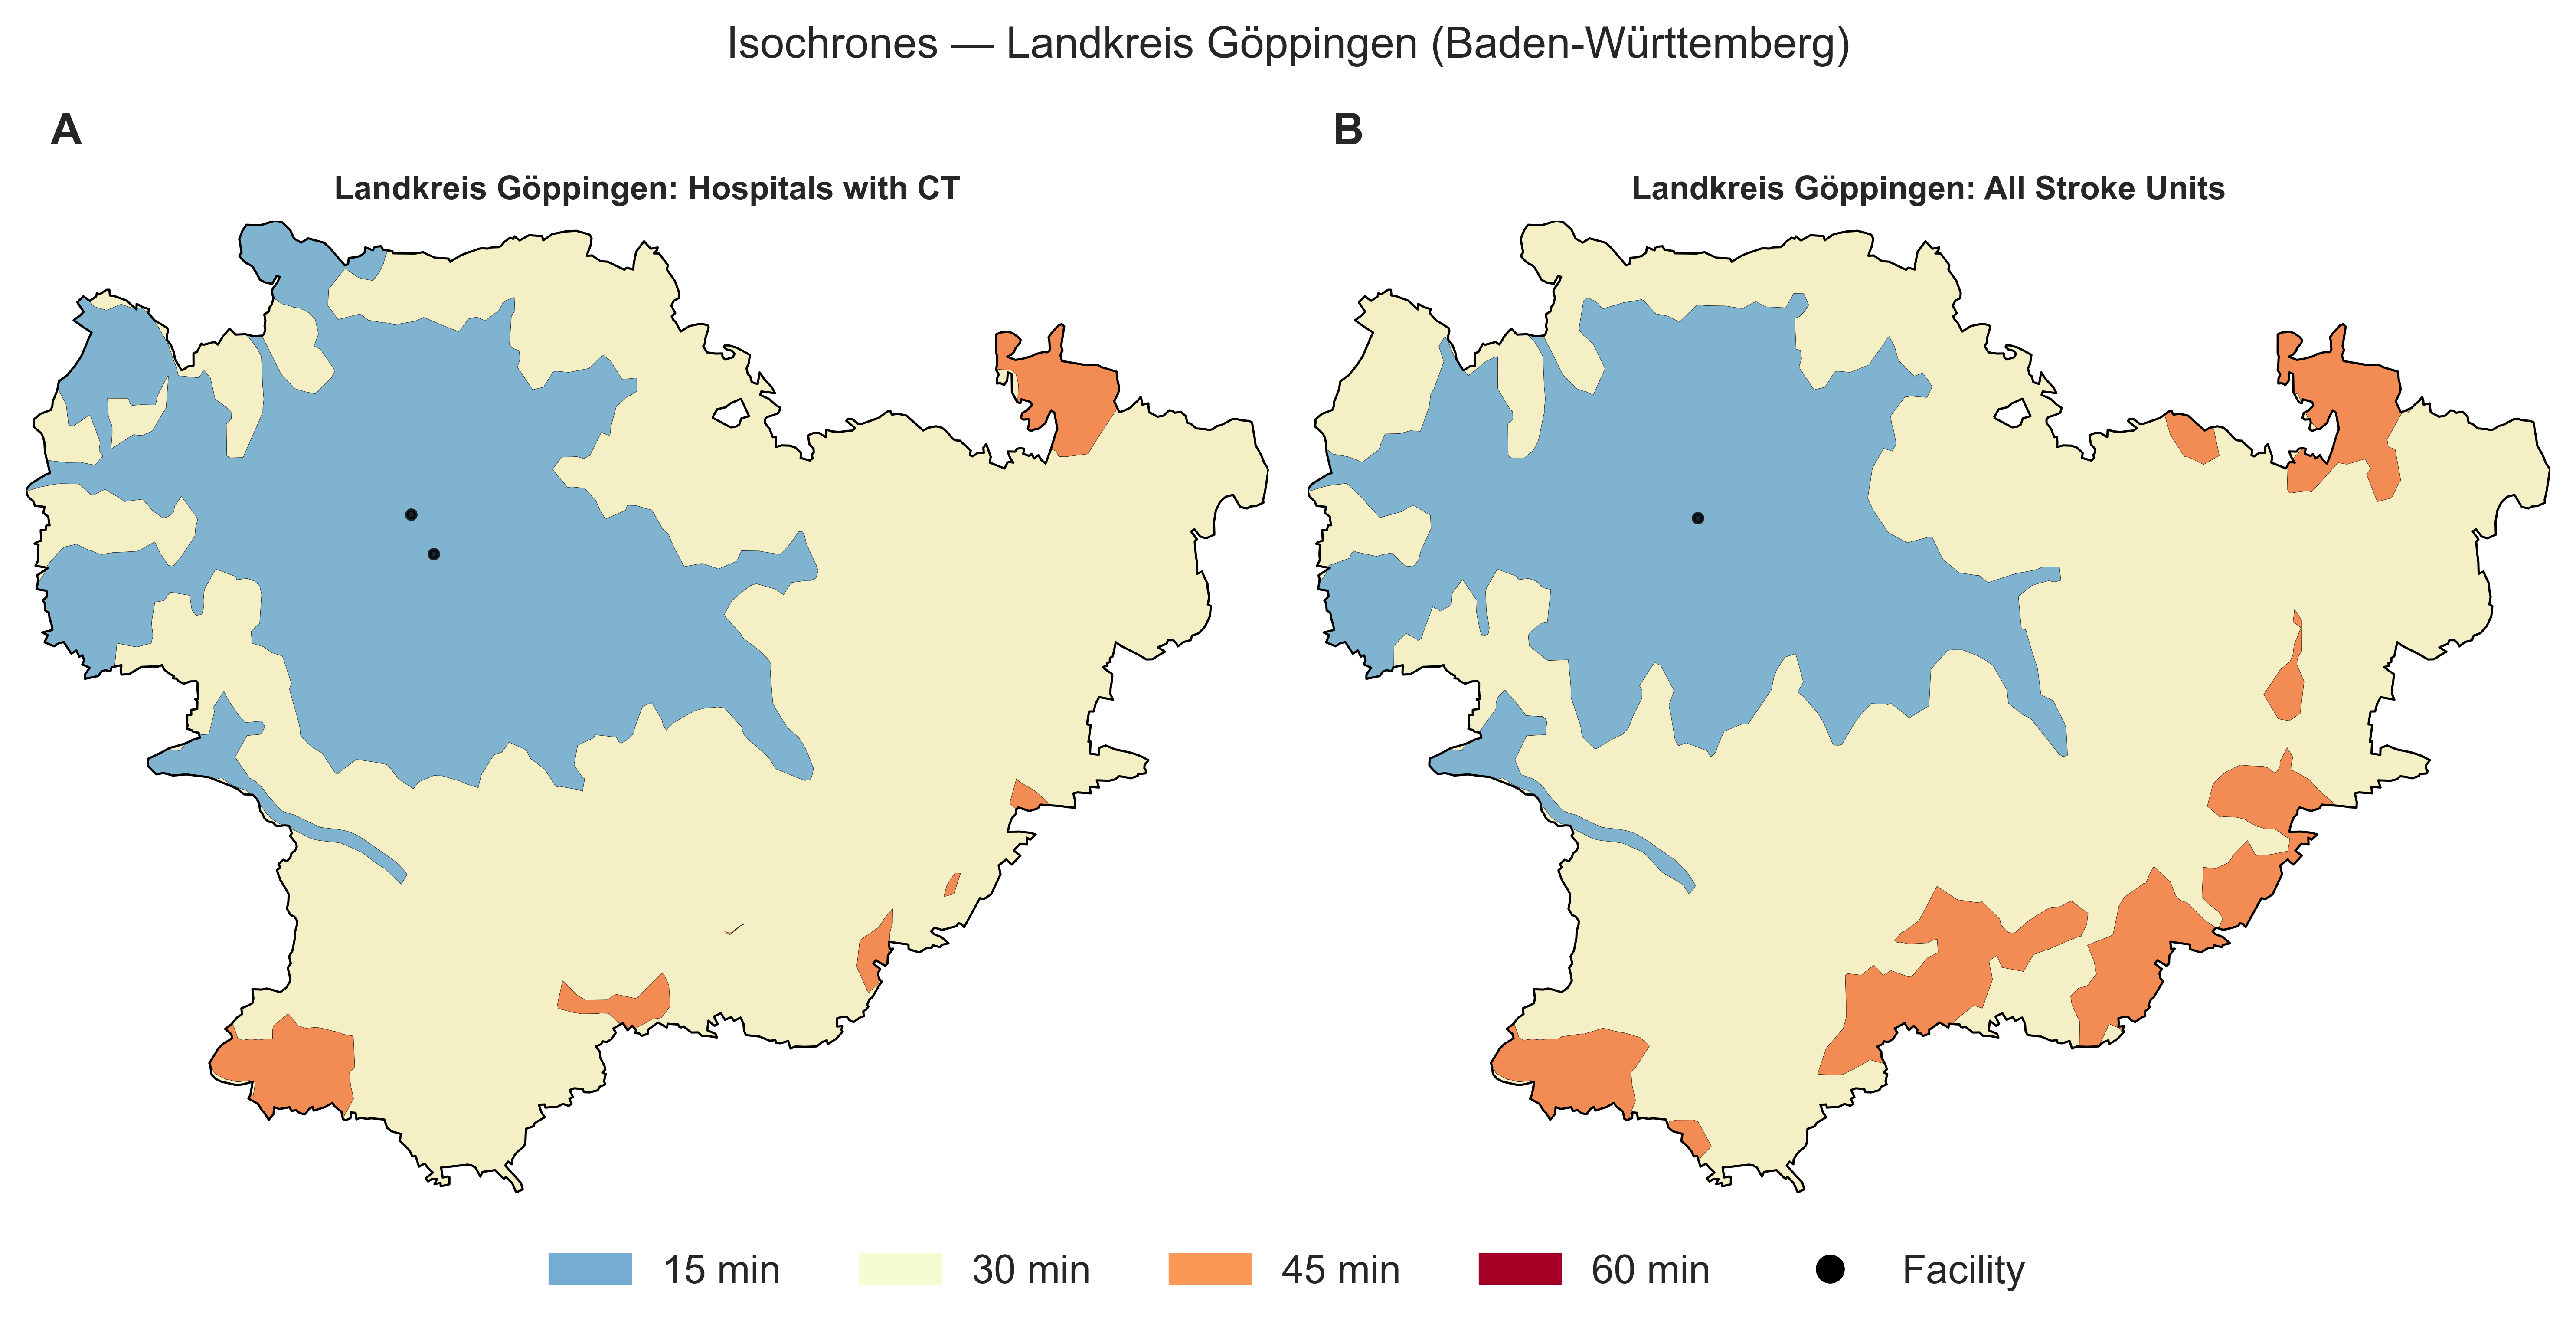 Isochrones — Landkreis Göppingen (Baden-Württemberg)
A
Landkreis Göppingen: Hospitals with CT
B
Landkreis Göppingen: All Stroke Units
15 min
30 min
45 min
60 min
Facility